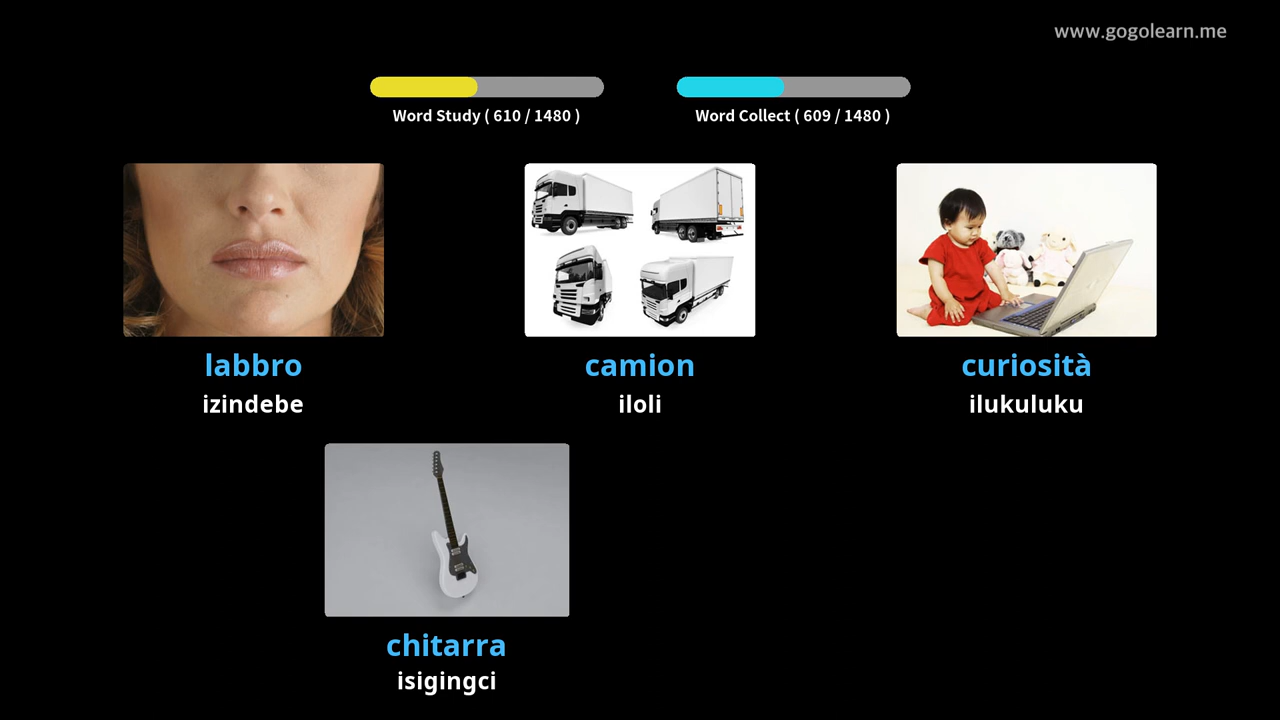 www.gogolearn.me
Word Study ( 610 / 1480 )
Word Collect ( 609 / 1480 )
labbro
izindebe
camion
iloli
curiosità
ilukuluku
chitarra
isigingci